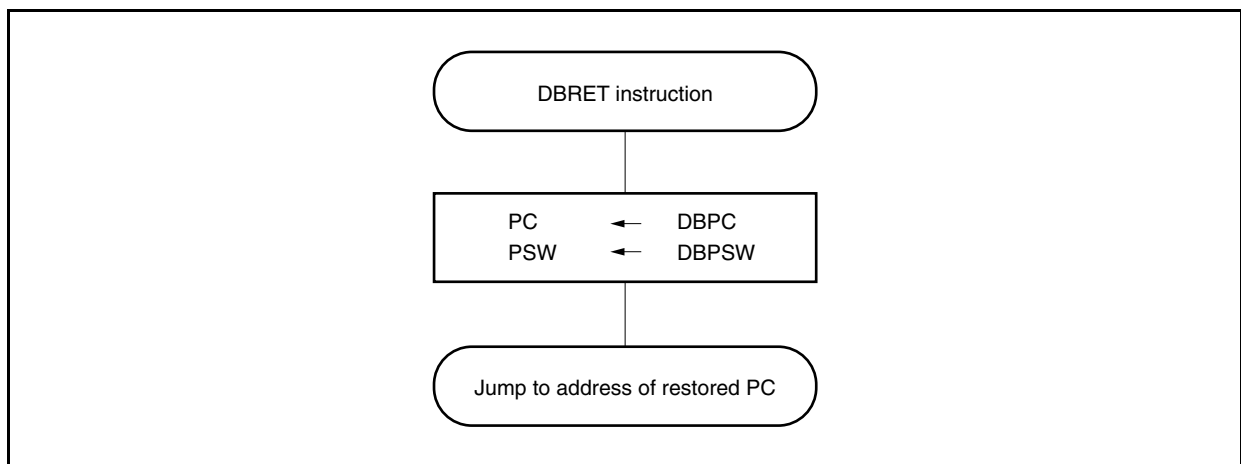 DBRET instruction
PC ← DBPC
PSW ← DBPSW
Jump to address of restored PC